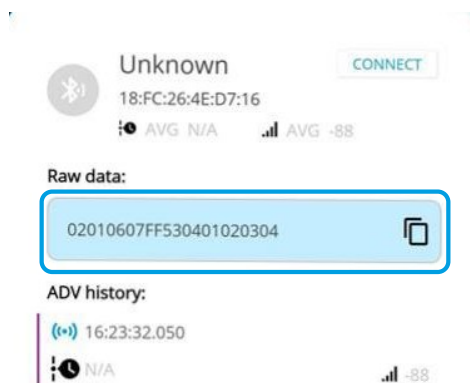 Unknown
CONNECT
18:FC:26:4E:D7:16
AVG N/A
AVG -88
Raw data:
02010607FF530401020304
ADV history:
16:23:32.050
N/A
-88